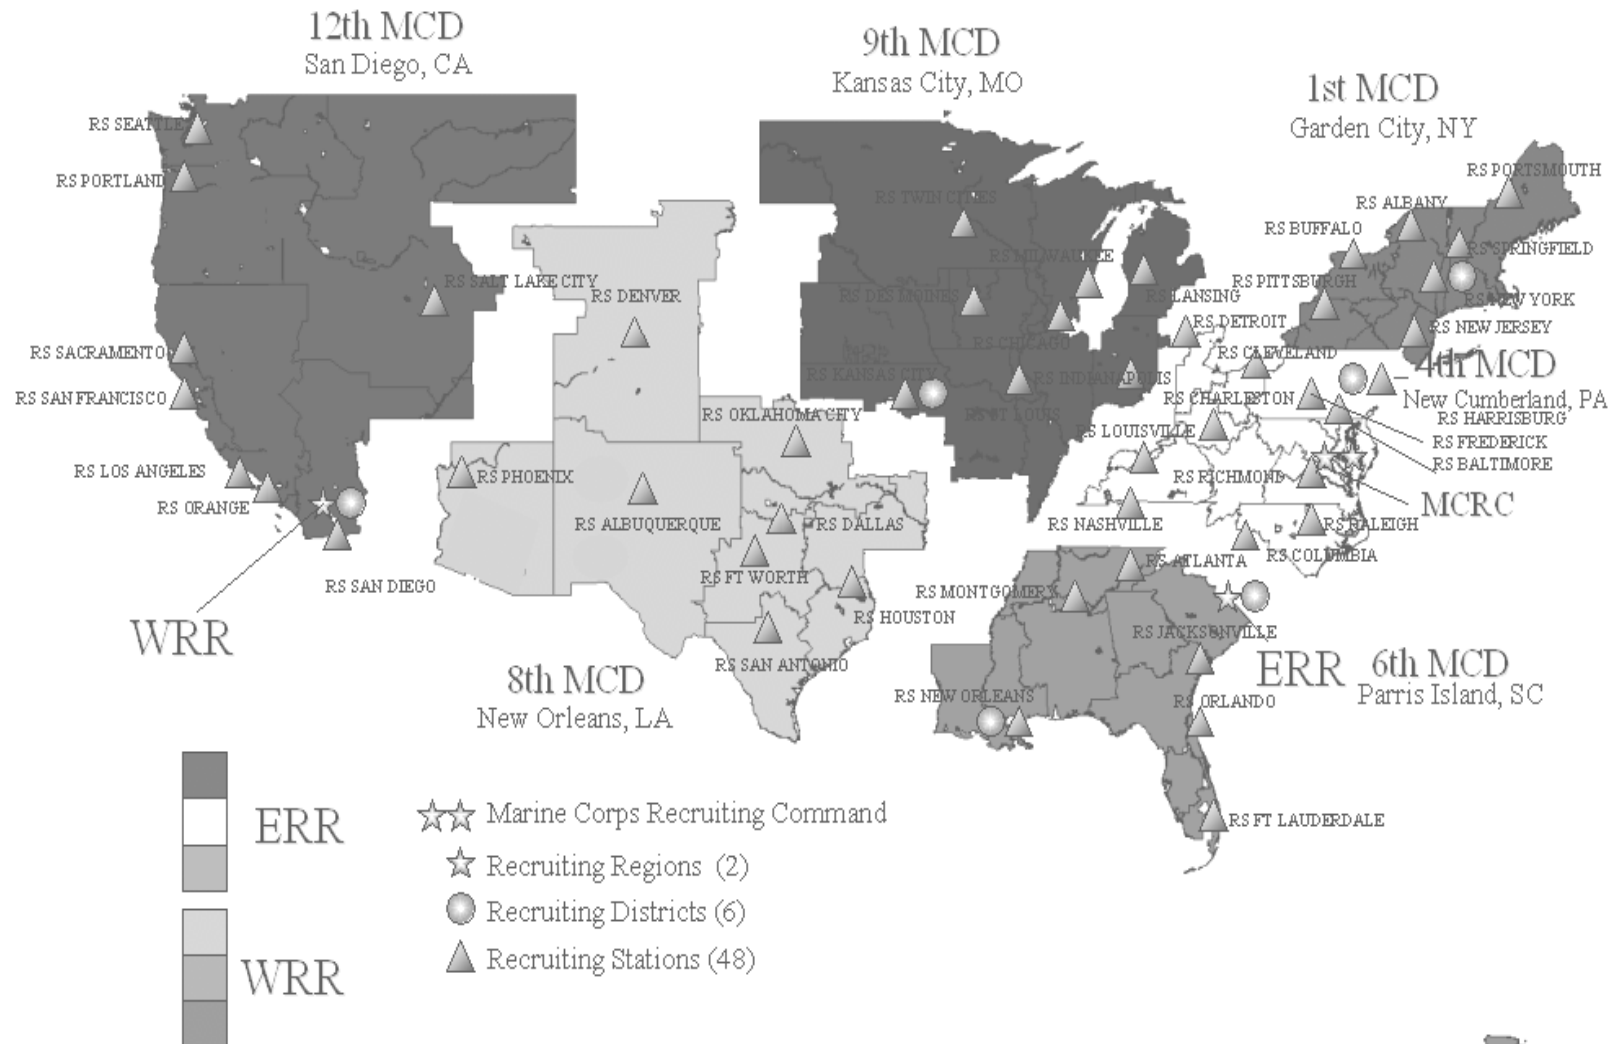 12th MCD
San Diego, CA
9th MCD
Kansas City, MO
1st MCD
Garden City, NY
RS SEATTLE
RS PORTLAND
RS SALT LAKE CITY
RS SACRAMENTO
RS SAN FRANCISCO
RS LOS ANGELES
RS ORANGE
RS SAN DIEGO
WRR
RS DENVER
RS OKLAHOMA CITY
RS PHOENIX
RS ALBUQUERQUE
RS DALLAS
RS FT WORTH
RS HOUSTON
RS SAN ANTONIO
8th MCD
New Orleans, LA
RS TWIN CITIES
RS MILWAUKEE
RS DES MOINES
RS LANSING
RS CHICAGO
RS KANSAS CITY
RS INDIANAPOLIS
RS ST LOUIS
RS PORTSMOUTH
RS ALBANY
RS BUFFALO
RS SPRINGFIELD
RS PITTSBURGH
RS NEW YORK
RS NEW JERSEY
RS DETROIT
RS CLEVELAND
4th MCD
New Cumberland, PA
RS CHARLESTON
RS HARRISBURG
RS LOUISVILLE
RS FREDERICK
RS BALTIMORE
RS RICHMOND
MCRC
RS NASHVILLE
RS RALEIGH
RS COLUMBIA
RS ATLANTA
RS MONTGOMERY
RS JACKSONVILLE
ERR
6th MCD
Parris Island, SC
RS NEW ORLEANS
RS ORLANDO
RS FT LAUDERDALE
ERR
WRR
Marine Corps Recruiting Command
Recruiting Regions (2)
Recruiting Districts (6)
Recruiting Stations (48)